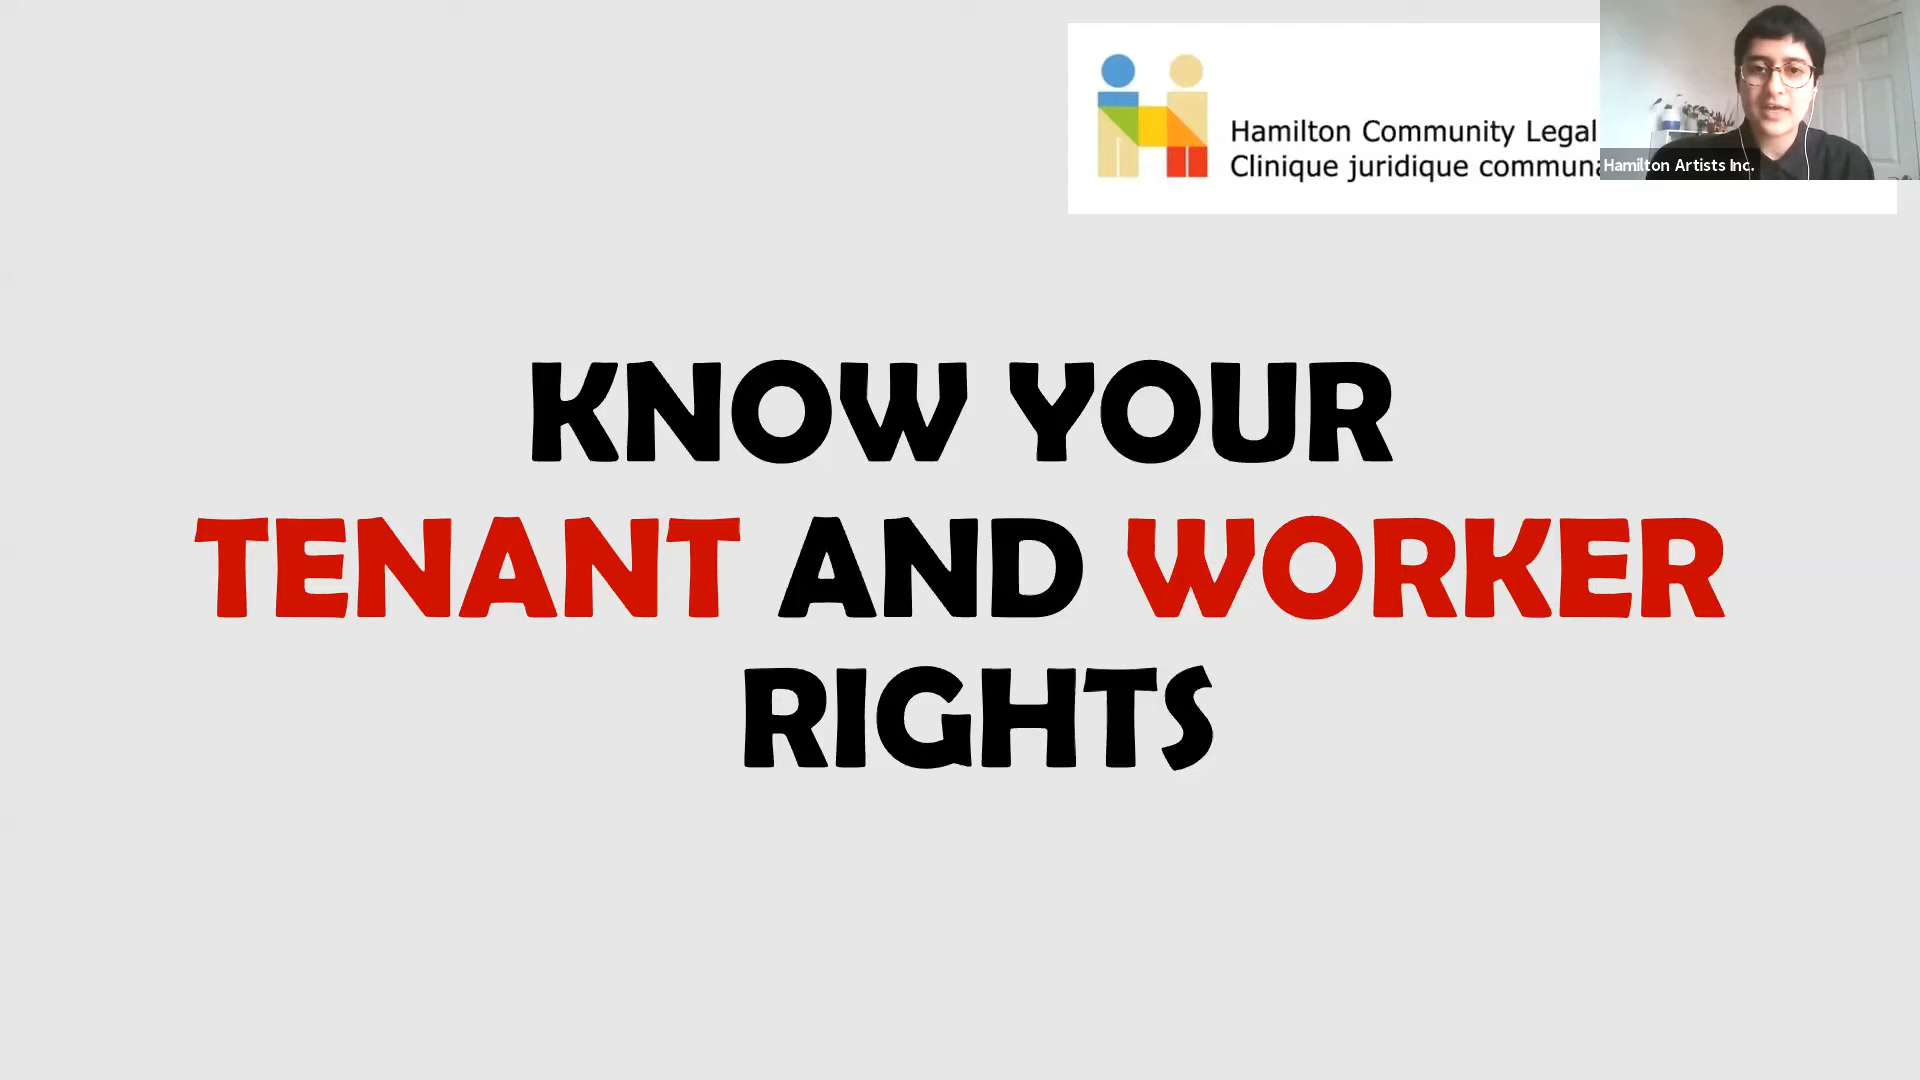 Hamilton Community Legal
Clinique juridique communa
Hamilton Artists Inc.
KNOW YOUR
TENANT AND WORKER
RIGHTS